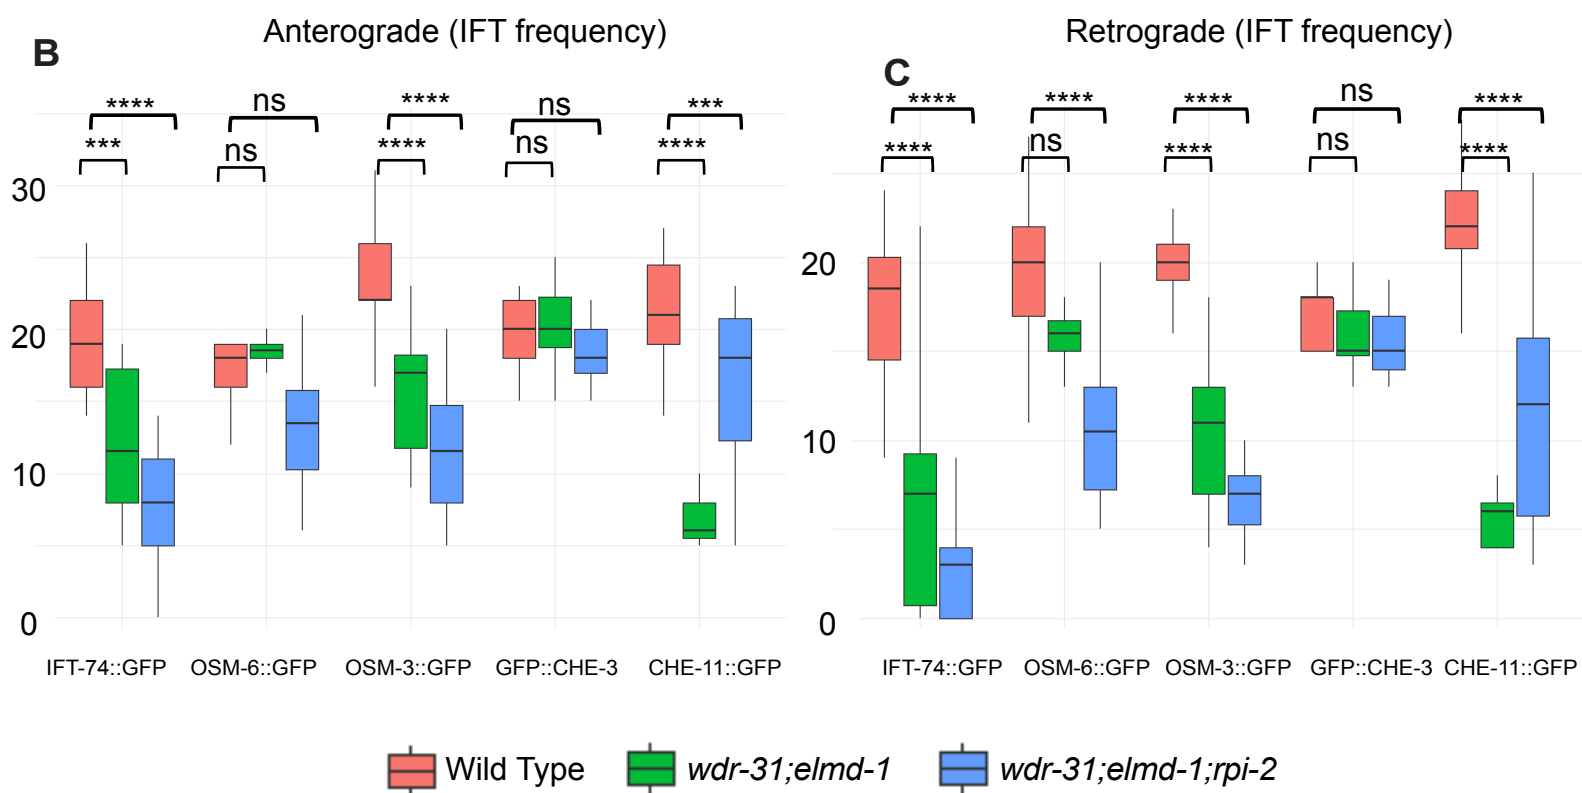 B
Anterograde (IFT frequency)
**** ns **** ns ***
*** ns **** ns ****
30
20
10
0
IFT-74::GFP OSM-6::GFP OSM-3::GFP GFP::CHE-3 CHE-11::GFP
C
Retrograde (IFT frequency)
**** **** **** ns ****
**** ns **** ns ****
20
10
0
IFT-74::GFP OSM-6::GFP OSM-3::GFP GFP::CHE-3 CHE-11::GFP
Wild Type wdr-31;elmd-1 wdr-31;elmd-1;rpi-2